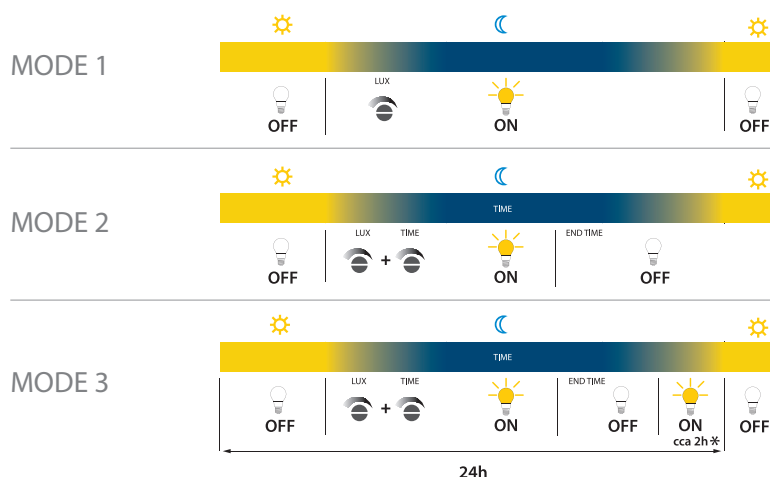 MODE 1
LUX
OFF
ON
OFF
MODE 2
TIME
LUX TIME END TIME
+
OFF
ON
OFF
MODE 3
TIME
LUX TIME END TIME
+
OFF
ON
OFF
ON
OFF
cca 2h *
24h